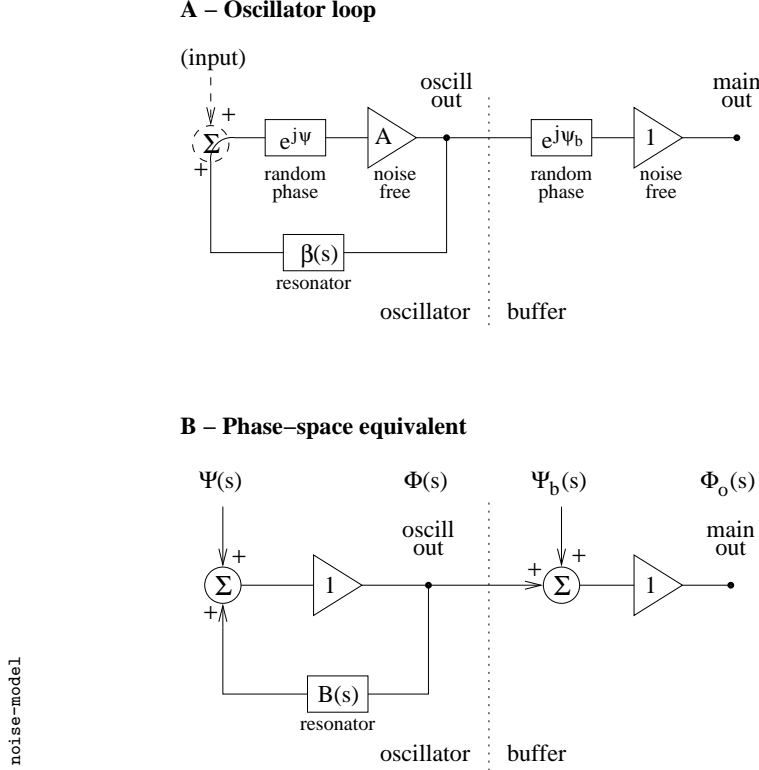 A – Oscillator loop
(input)
oscill
out
main
out
+
Σ
+
e^jψ
A
e^jψ_b
1
random
phase
noise
free
random
phase
noise
free
β(s)
resonator
oscillator
buffer
B – Phase–space equivalent
Ψ(s)
Φ(s)
Ψ_b(s)
Φ_o(s)
oscill
out
main
out
+
+
+
Σ
1
Σ
1
+
B(s)
resonator
oscillator
buffer
noise-model